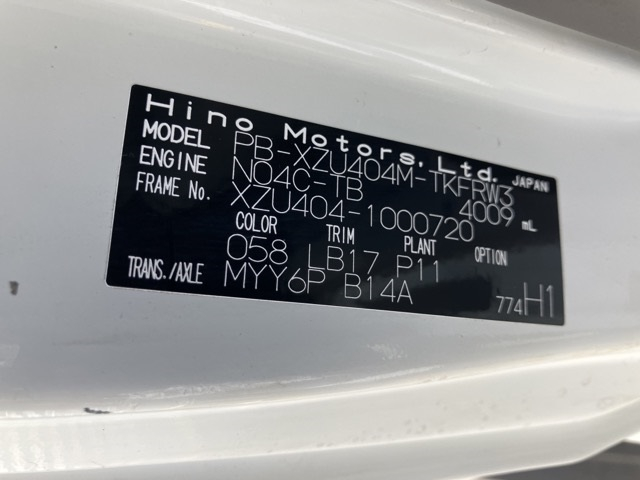 Hino Motors, Ltd. JAPAN
MODEL PB-XZU404M-TKFRW3
ENGINE N04C-TB 4009 mL
FRAME No. XZU404-1000720
COLOR TRIM PLANT OPTION
058 LB17 P11
TRANS./AXLE MYY6P B14A
774H1